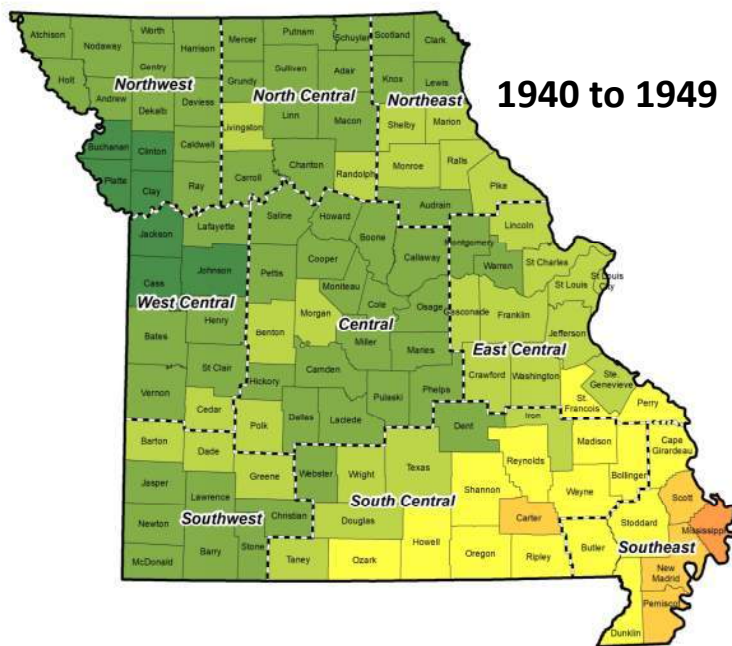 1940 to 1949
Atchison
Nodaway
Worth
Harrison
Mercer
Putnam
Schuyler
Scotland
Clark
Holt
Gentry
Northwest
Grundy
Sullivan
Adair
Knox
Lewis
North Central
Northeast
Andrew
Dekalb
Daviess
Livingston
Linn
Macon
Shelby
Marion
Buchanan
Clinton
Caldwell
Chariton
Monroe
Ralls
Platte
Clay
Ray
Carroll
Randolph
Pike
Audrain
Jackson
Lafayette
Saline
Howard
Boone
Callaway
Montgomery
Lincoln
Warren
St Charles
St Louis
St Louis
City
Cass
Johnson
Pettis
Cooper
Moniteau
Cole
Osage
Gasconade
Franklin
Jefferson
West Central
Central
East Central
Bates
Henry
Benton
Morgan
Miller
Maries
Crawford
Washington
Ste.
Genevieve
St.
Francois
Perry
Vernon
St Clair
Hickory
Camden
Pulaski
Phelps
Cedar
Polk
Dallas
Laclede
Dent
Iron
Madison
Cape
Girardeau
Barton
Dade
Greene
Webster
Wright
Texas
Reynolds
Bollinger
Jasper
Lawrence
Christian
Douglas
Shannon
Wayne
Scott
Southwest
South Central
Southeast
Newton
Barry
Stone
McDonald
Taney
Ozark
Howell
Oregon
Carter
Ripley
Butler
Stoddard
Mississippi
New
Madrid
Pemiscot
Dunklin